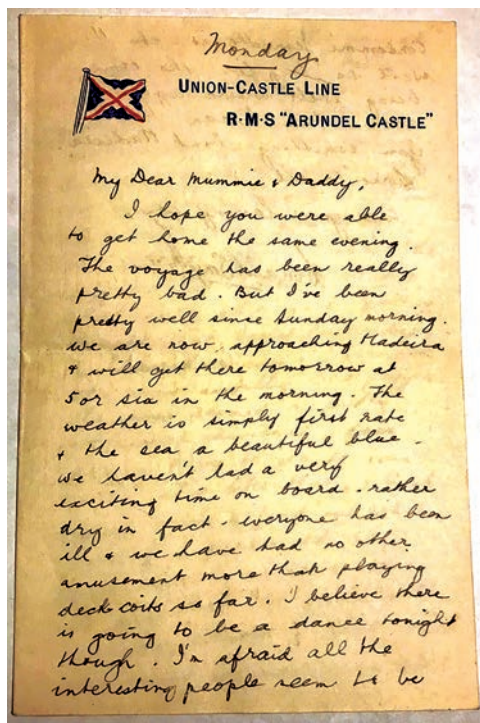 Monday
UNION-CASTLE LINE
R·M·S "ARUNDEL CASTLE"
My Dear Mummie & Daddy,
I hope you were able
to get home the same evening.
The voyage has been really
pretty bad. But I've been
pretty well since Sunday morning.
We are now approaching Madeira
& will get there tomorrow at
5 or six in the morning. The
weather is simply first rate
& the sea a beautiful blue.
We haven't had a very
exciting time on board. rather
dry in fact. everyone has been
ill & we have had no other
amusement more than playing
deck coits so far. I believe there
is going to be a dance tonight
though. I'm afraid all the
interesting people seem to be